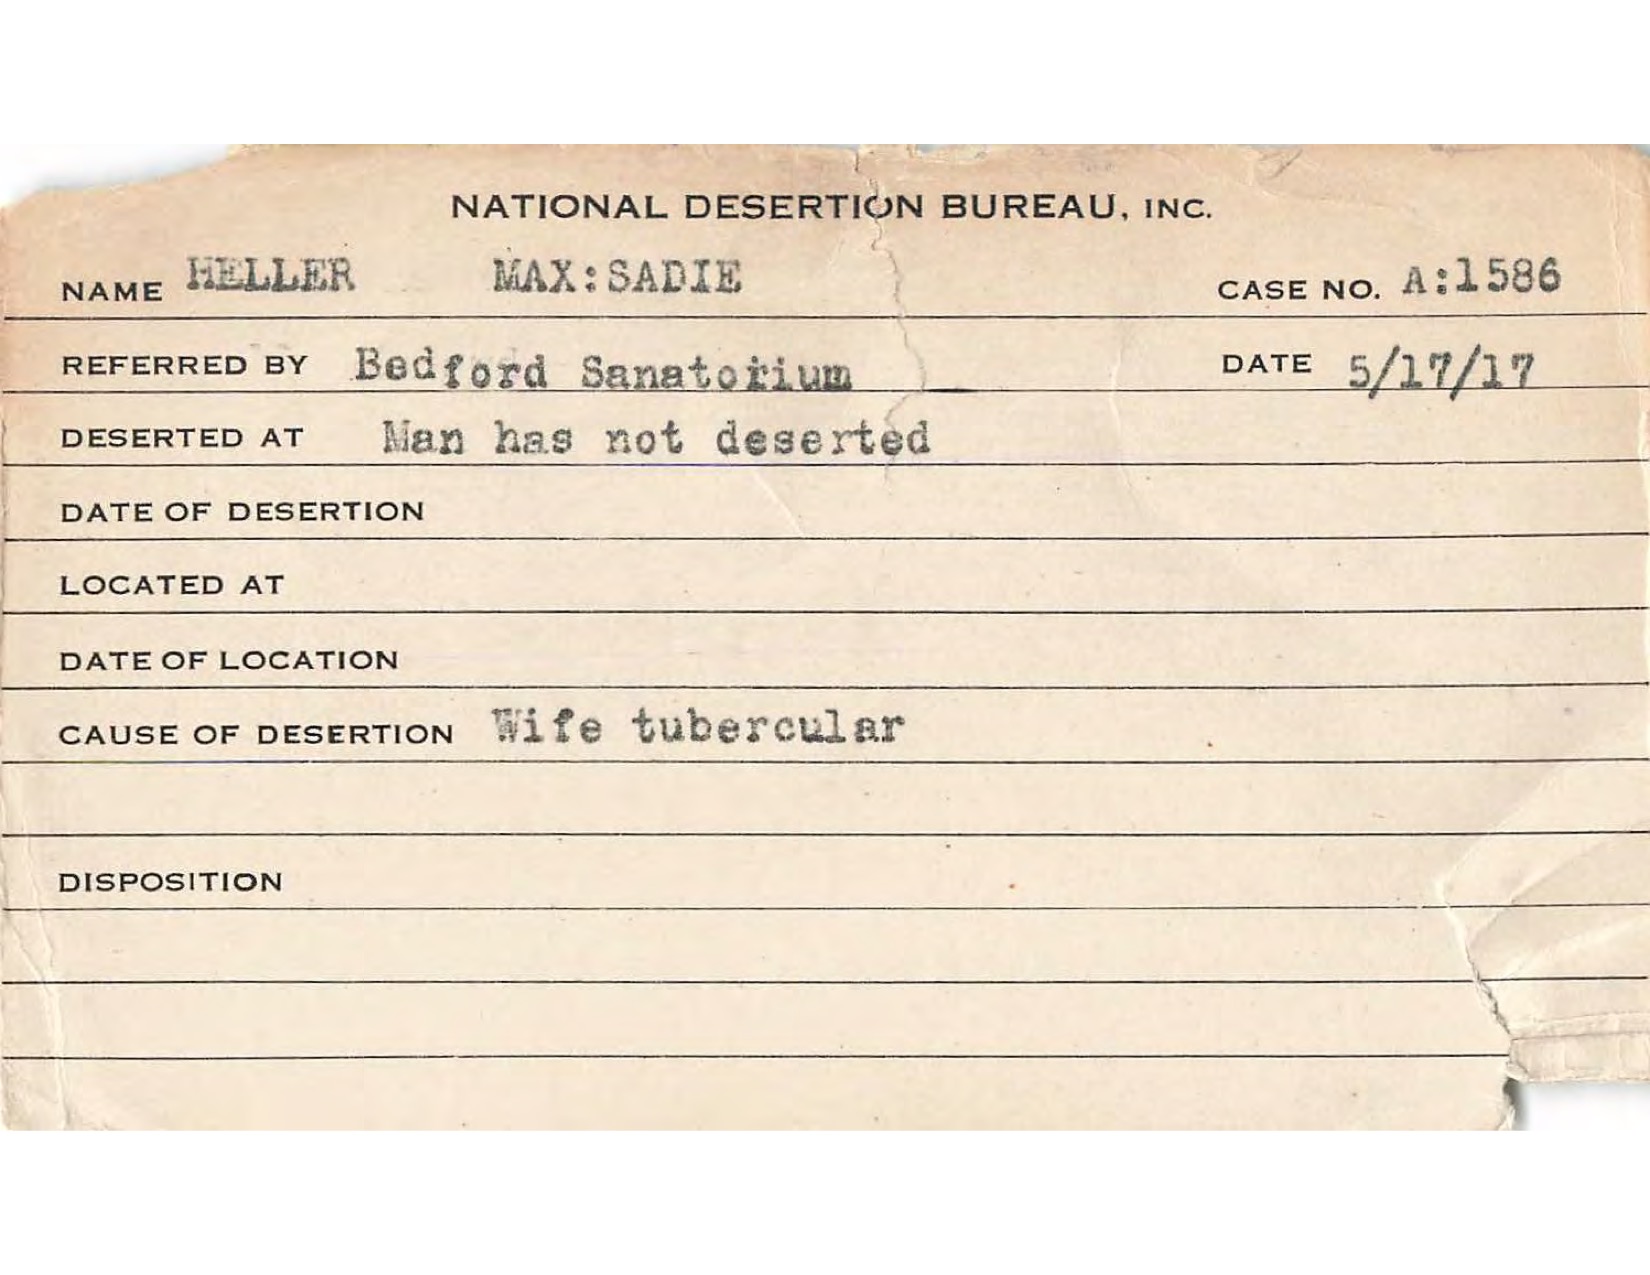 NATIONAL DESERTION BUREAU, INC.
NAME HELLER MAX:SADIE CASE NO. A:1586
REFERRED BY Bedford Sanatorium DATE 5/17/17
DESERTED AT Man has not deserted
DATE OF DESERTION
LOCATED AT
DATE OF LOCATION
CAUSE OF DESERTION Wife tubercular
DISPOSITION